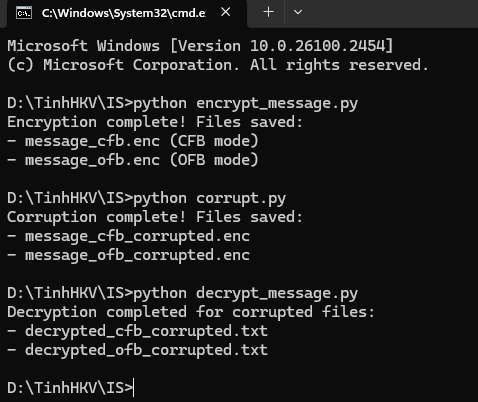 C:\Windows\System32\cmd.e
Microsoft Windows [Version 10.0.26100.2454]
(c) Microsoft Corporation. All rights reserved.
D:\TinhHKV\IS>python encrypt_message.py
Encryption complete! Files saved:
- message_cfb.enc (CFB mode)
- message_ofb.enc (OFB mode)
D:\TinhHKV\IS>python corrupt.py
Corruption complete! Files saved:
- message_cfb_corrupted.enc
- message_ofb_corrupted.enc
D:\TinhHKV\IS>python decrypt_message.py
Decryption completed for corrupted files:
- decrypted_cfb_corrupted.txt
- decrypted_ofb_corrupted.txt
D:\TinhHKV\IS>